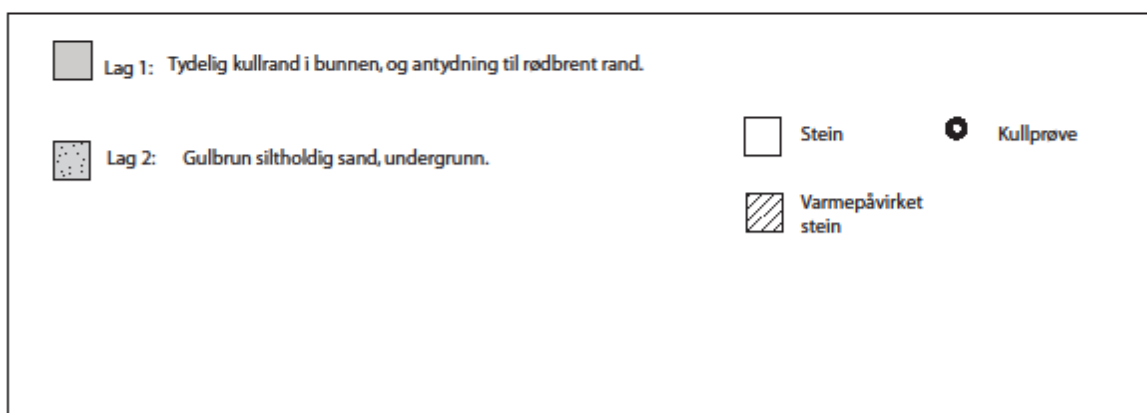 Lag 1: Tydelig kullrand i bunnen, og antydning til rødbrent rand.
Lag 2: Gulbrun siltholdig sand, undergrunn.
Stein
Kullprøve
Varmepåvirket
stein